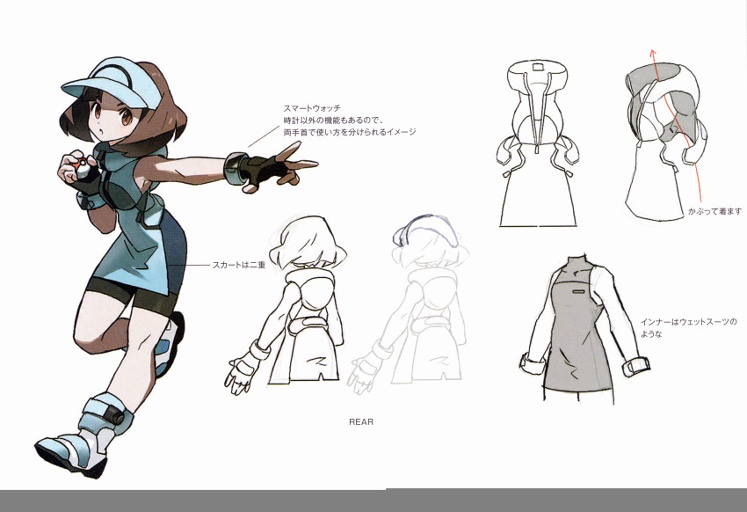 スマートウォッチ
時計以外の機能もあるので、
両手首で使い方を分けられるイメージ
かぶって着ます
スカートは二重
インナーはウェットスーツの
ような
REAR